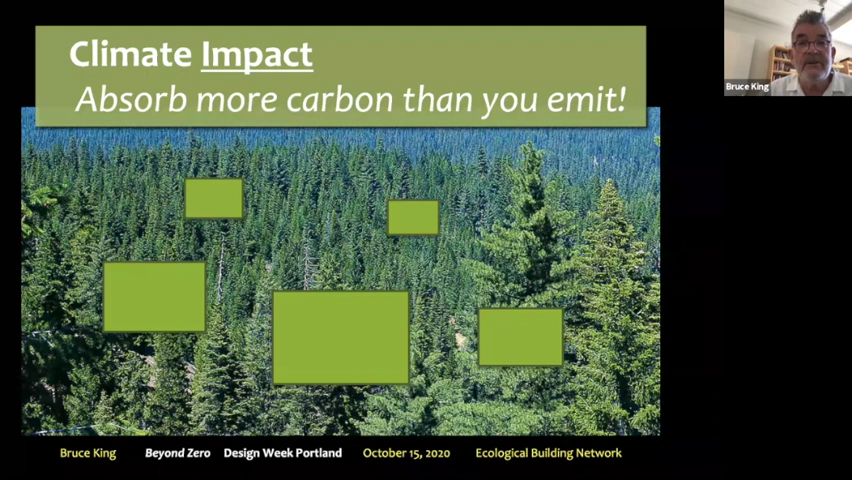 Climate Impact
Absorb more carbon than you emit!
Bruce King
Bruce King Beyond Zero Design Week Portland October 15, 2020 Ecological Building Network